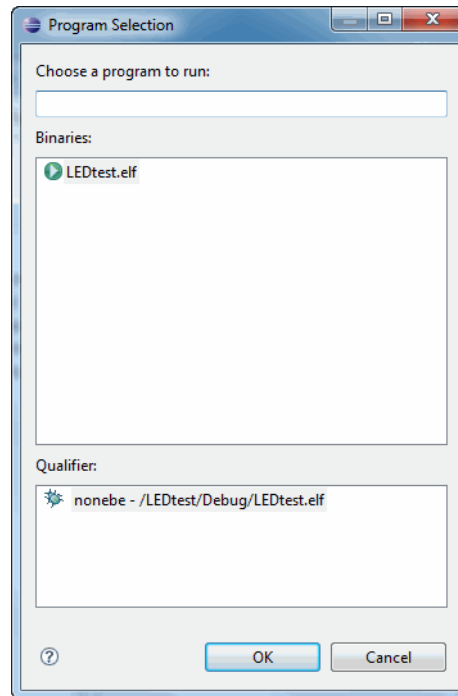 Program Selection
Choose a program to run:
Binaries:
LEDtest.elf
Qualifier:
nonebe - /LEDtest/Debug/LEDtest.elf
OK
Cancel